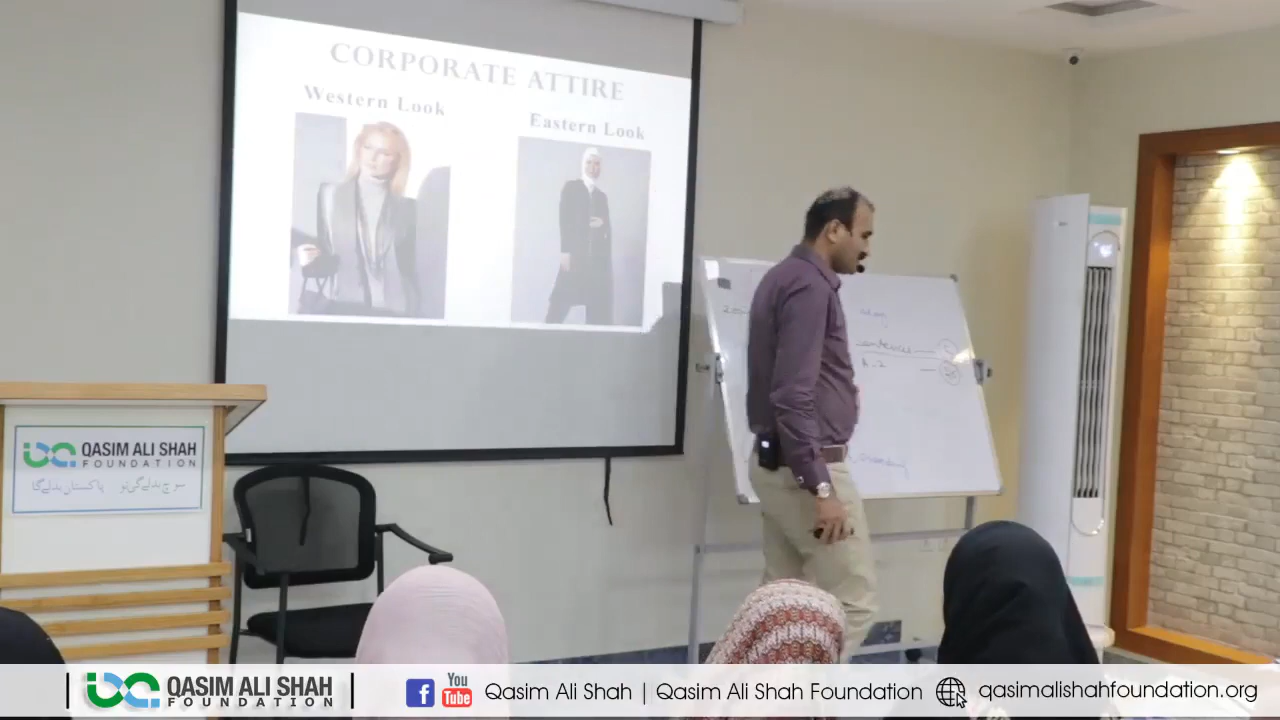 CORPORATE ATTIRE
Western Look
Eastern Look
QASIM ALI SHAH
FOUNDATION
سوچ بدلے گی تو پاکستان بدلے گا
QASIM ALI SHAH
FOUNDATION
You
Tube
Qasim Ali Shah | Qasim Ali Shah Foundation
qasimalishahfoundation.org